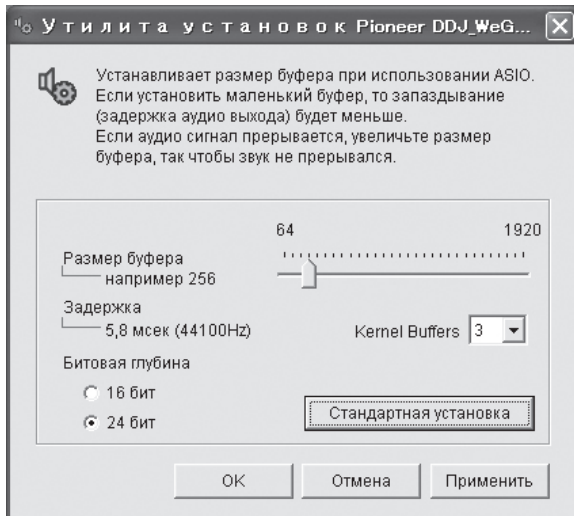 Утилита установок Pioneer DDJ_WeG...
Устанавливает размер буфера при использовании ASIO.
Если установить маленький буфер, то запаздывание
(задержка аудио выхода) будет меньше.
Если аудио сигнал прерывается, увеличьте размер
буфера, так чтобы звук не прерывался.
64 1920
Размер буфера
например 256
Задержка
5,8 мсек (44100Hz)
Kernel Buffers 3
Битовая глубина
16 бит
24 бит
Стандартная установка
OK Отмена Применить